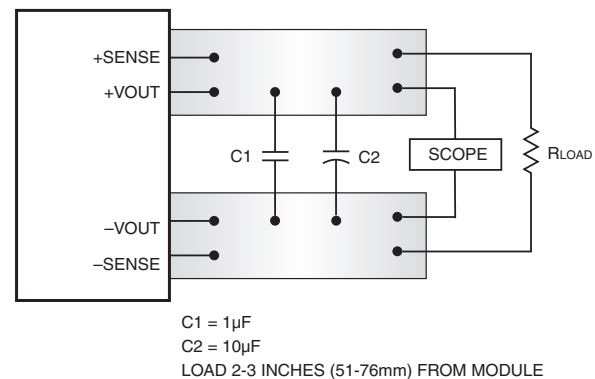 +SENSE
+VOUT
C1
C2
SCOPE
RLOAD
–VOUT
–SENSE
C1 = 1µF
C2 = 10µF
LOAD 2-3 INCHES (51-76mm) FROM MODULE